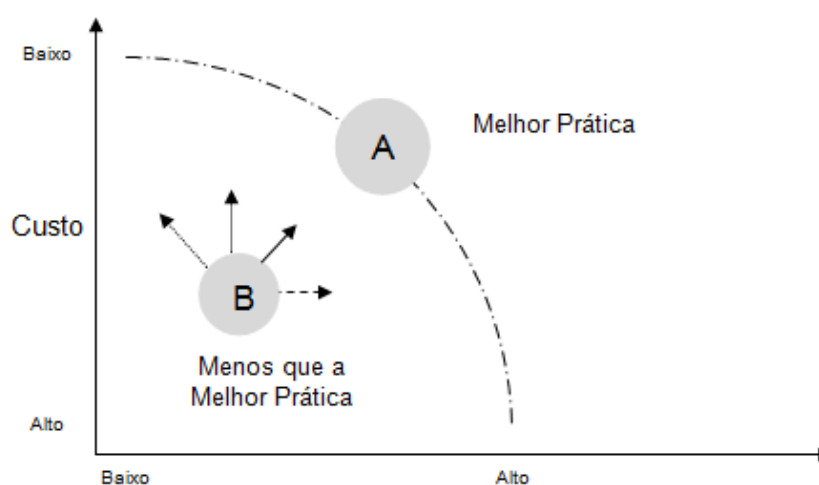 Baixo
A
Melhor Prática
Custo
B
Menos que a
Melhor Prática
Alto
Baixo
Alto